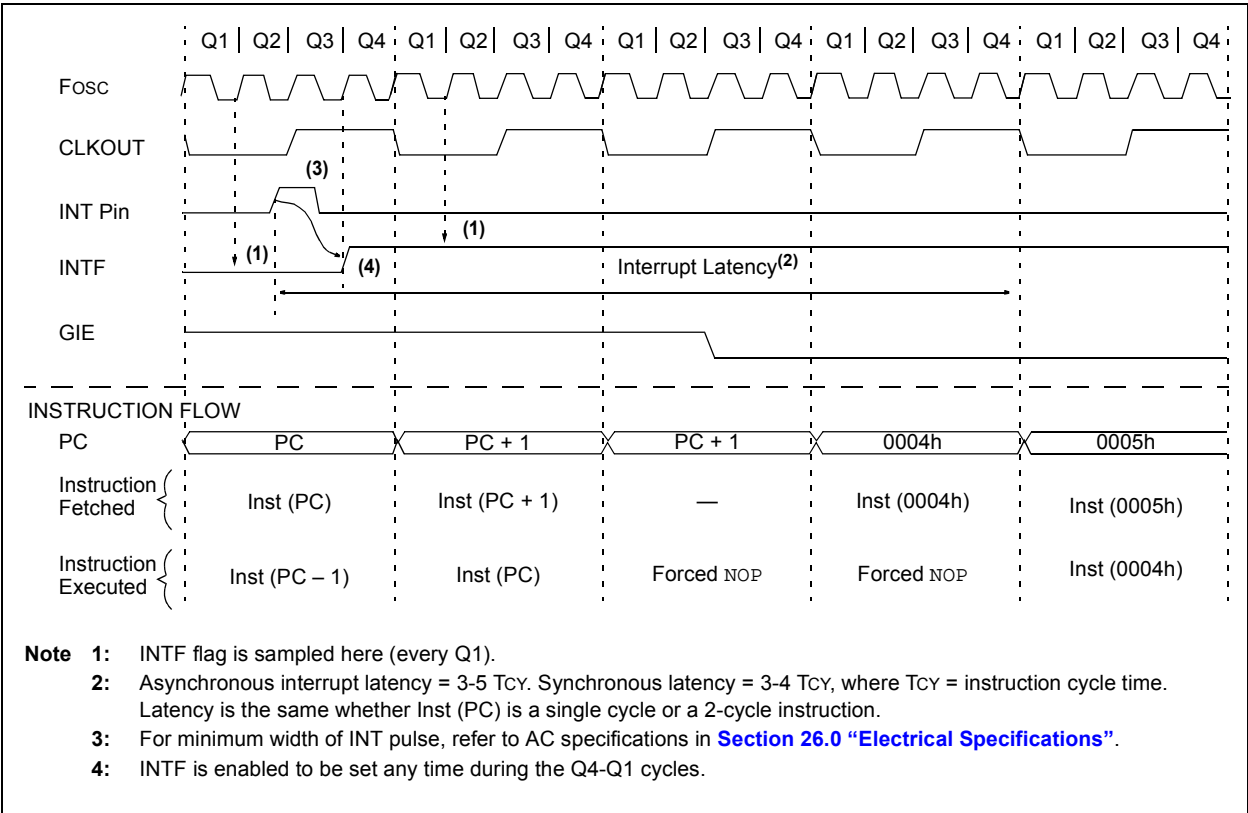 Q1 | Q2 | Q3 | Q4 Q1 | Q2 | Q3 | Q4 Q1 | Q2 | Q3 | Q4 Q1 | Q2 | Q3 | Q4 Q1 | Q2 | Q3 | Q4
FOSC
CLKOUT
(3)
INT Pin
(1)
(1)
INTF
(4)
Interrupt Latency(2)
GIE
INSTRUCTION FLOW
PC PC PC + 1 PC + 1 0004h 0005h
Instruction
Fetched
Inst (PC) Inst (PC + 1) — Inst (0004h) Inst (0005h)
Instruction
Executed
Inst (PC – 1) Inst (PC) Forced NOP Forced NOP Inst (0004h)
Note 1: INTF flag is sampled here (every Q1).
2: Asynchronous interrupt latency = 3-5 TCY. Synchronous latency = 3-4 TCY, where TCY = instruction cycle time.
Latency is the same whether Inst (PC) is a single cycle or a 2-cycle instruction.
3: For minimum width of INT pulse, refer to AC specifications in Section 26.0 “Electrical Specifications”.
4: INTF is enabled to be set any time during the Q4-Q1 cycles.